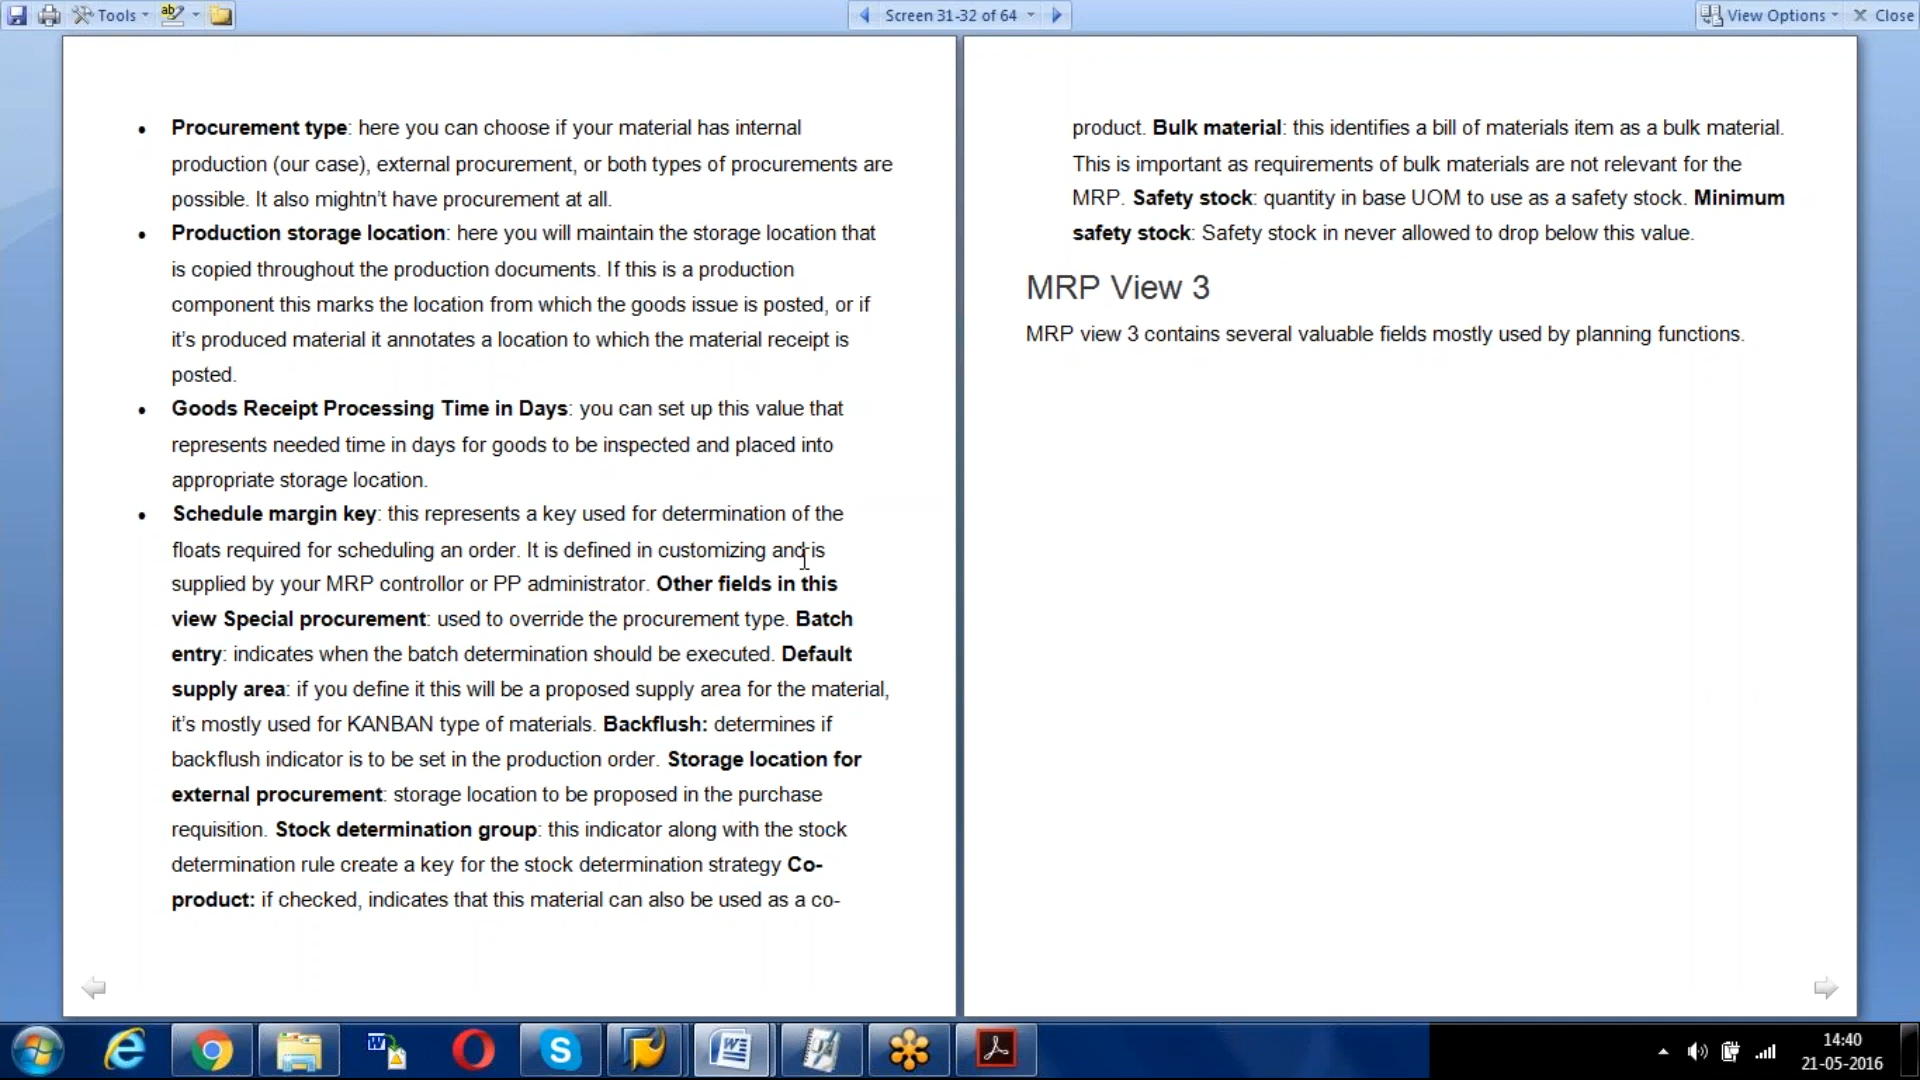 Tools
Screen 31-32 of 64
View Options
Close
• Procurement type: here you can choose if your material has internal
production (our case), external procurement, or both types of procurements are
possible. It also mightn't have procurement at all.
• Production storage location: here you will maintain the storage location that
is copied throughout the production documents. If this is a production
component this marks the location from which the goods issue is posted, or if
it's produced material it annotates a location to which the material receipt is
posted.
• Goods Receipt Processing Time in Days: you can set up this value that
represents needed time in days for goods to be inspected and placed into
appropriate storage location.
• Schedule margin key: this represents a key used for determination of the
floats required for scheduling an order. It is defined in customizing and is
supplied by your MRP controllor or PP administrator. Other fields in this
view Special procurement: used to override the procurement type. Batch
entry: indicates when the batch determination should be executed. Default
supply area: if you define it this will be a proposed supply area for the material,
it's mostly used for KANBAN type of materials. Backflush: determines if
backflush indicator is to be set in the production order. Storage location for
external procurement: storage location to be proposed in the purchase
requisition. Stock determination group: this indicator along with the stock
determination rule create a key for the stock determination strategy Co-
product: if checked, indicates that this material can also be used as a co-
product. Bulk material: this identifies a bill of materials item as a bulk material.
This is important as requirements of bulk materials are not relevant for the
MRP. Safety stock: quantity in base UOM to use as a safety stock. Minimum
safety stock: Safety stock in never allowed to drop below this value.
MRP View 3
MRP view 3 contains several valuable fields mostly used by planning functions.
14:40
21-05-2016